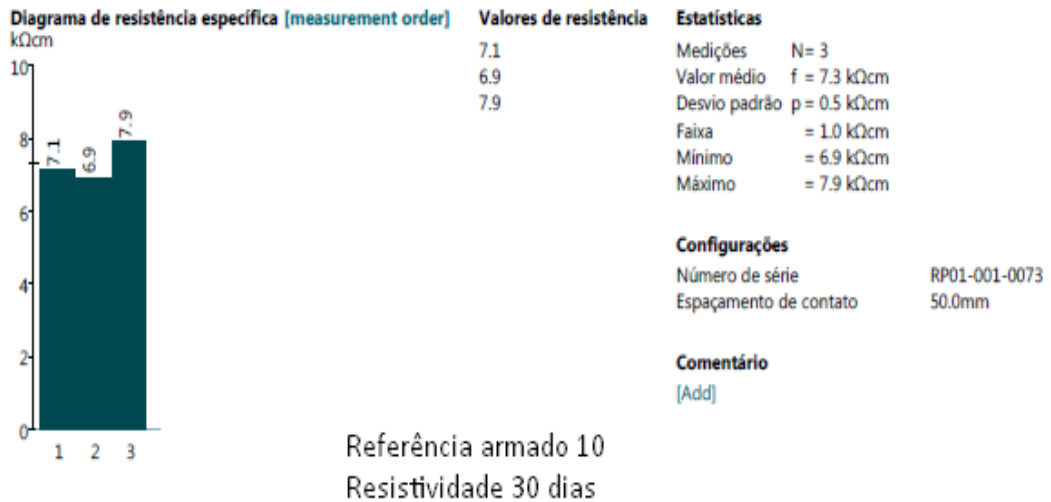 Diagrama de resistência específica [measurement order]
kΩcm
10
8
6
4
2
0
7.1
6.9
7.9
1 2 3
Valores de resistência
7.1
6.9
7.9
Estatísticas
Medições N= 3
Valor médio f = 7.3 kΩcm
Desvio padrão p = 0.5 kΩcm
Faixa = 1.0 kΩcm
Mínimo = 6.9 kΩcm
Máximo = 7.9 kΩcm
Configurações
Número de série RP01-001-0073
Espaçamento de contato 50.0mm
Comentário
[Add]
Referência armado 10
Resistividade 30 dias